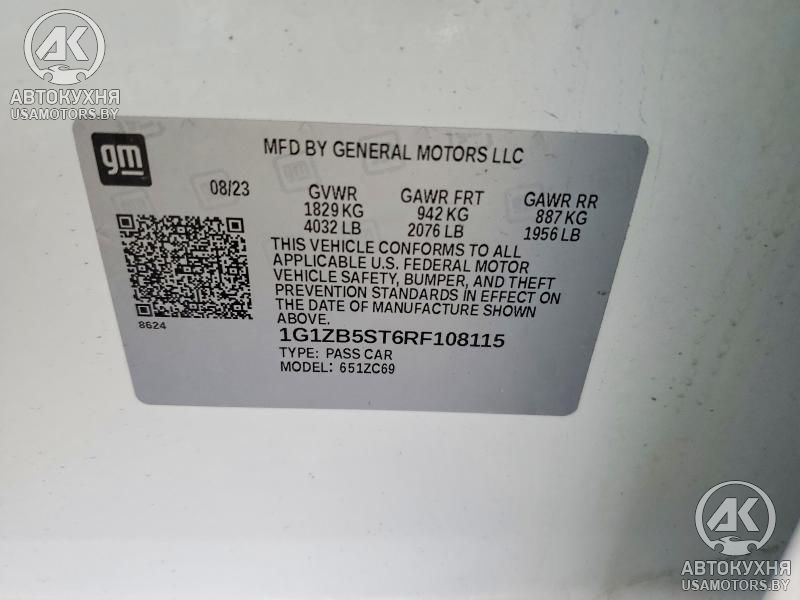 AK
АВТОКУХНЯ
USAMOTORS.BY
gm
MFD BY GENERAL MOTORS LLC
08/23 GVWR GAWR FRT GAWR RR
1829 KG 942 KG 887 KG
4032 LB 2076 LB 1956 LB
THIS VEHICLE CONFORMS TO ALL
APPLICABLE U.S. FEDERAL MOTOR
VEHICLE SAFETY, BUMPER, AND THEFT
PREVENTION STANDARDS IN EFFECT ON
THE DATE OF MANUFACTURE SHOWN
ABOVE.
8624
1G1ZB5ST6RF108115
TYPE: PASS CAR
MODEL: 651ZC69
AK
АВТОКУХНЯ
USAMOTORS.BY